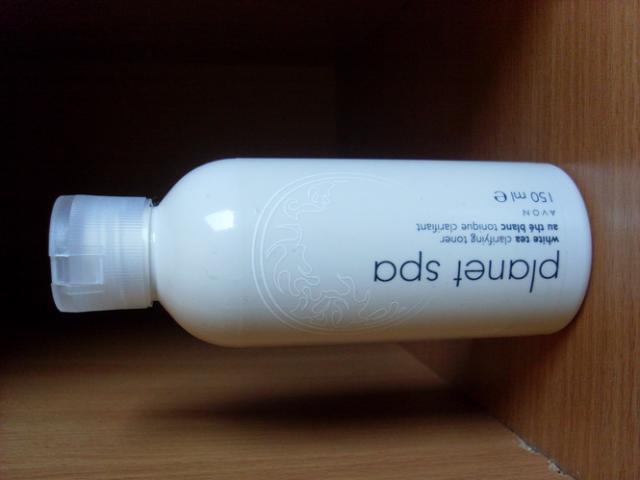 planet spa
white tea clarifying toner
au thé blanc tonique clarifiant
AVON
150 ml e